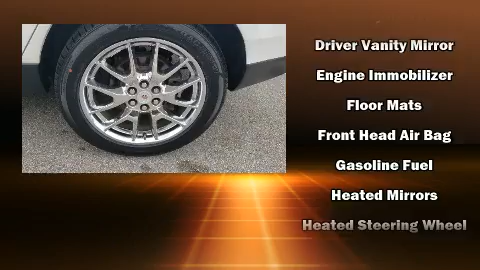 Driver Vanity Mirror
Engine Immobilizer
Floor Mats
Front Head Air Bag
Gasoline Fuel
Heated Mirrors
Heated Steering Wheel